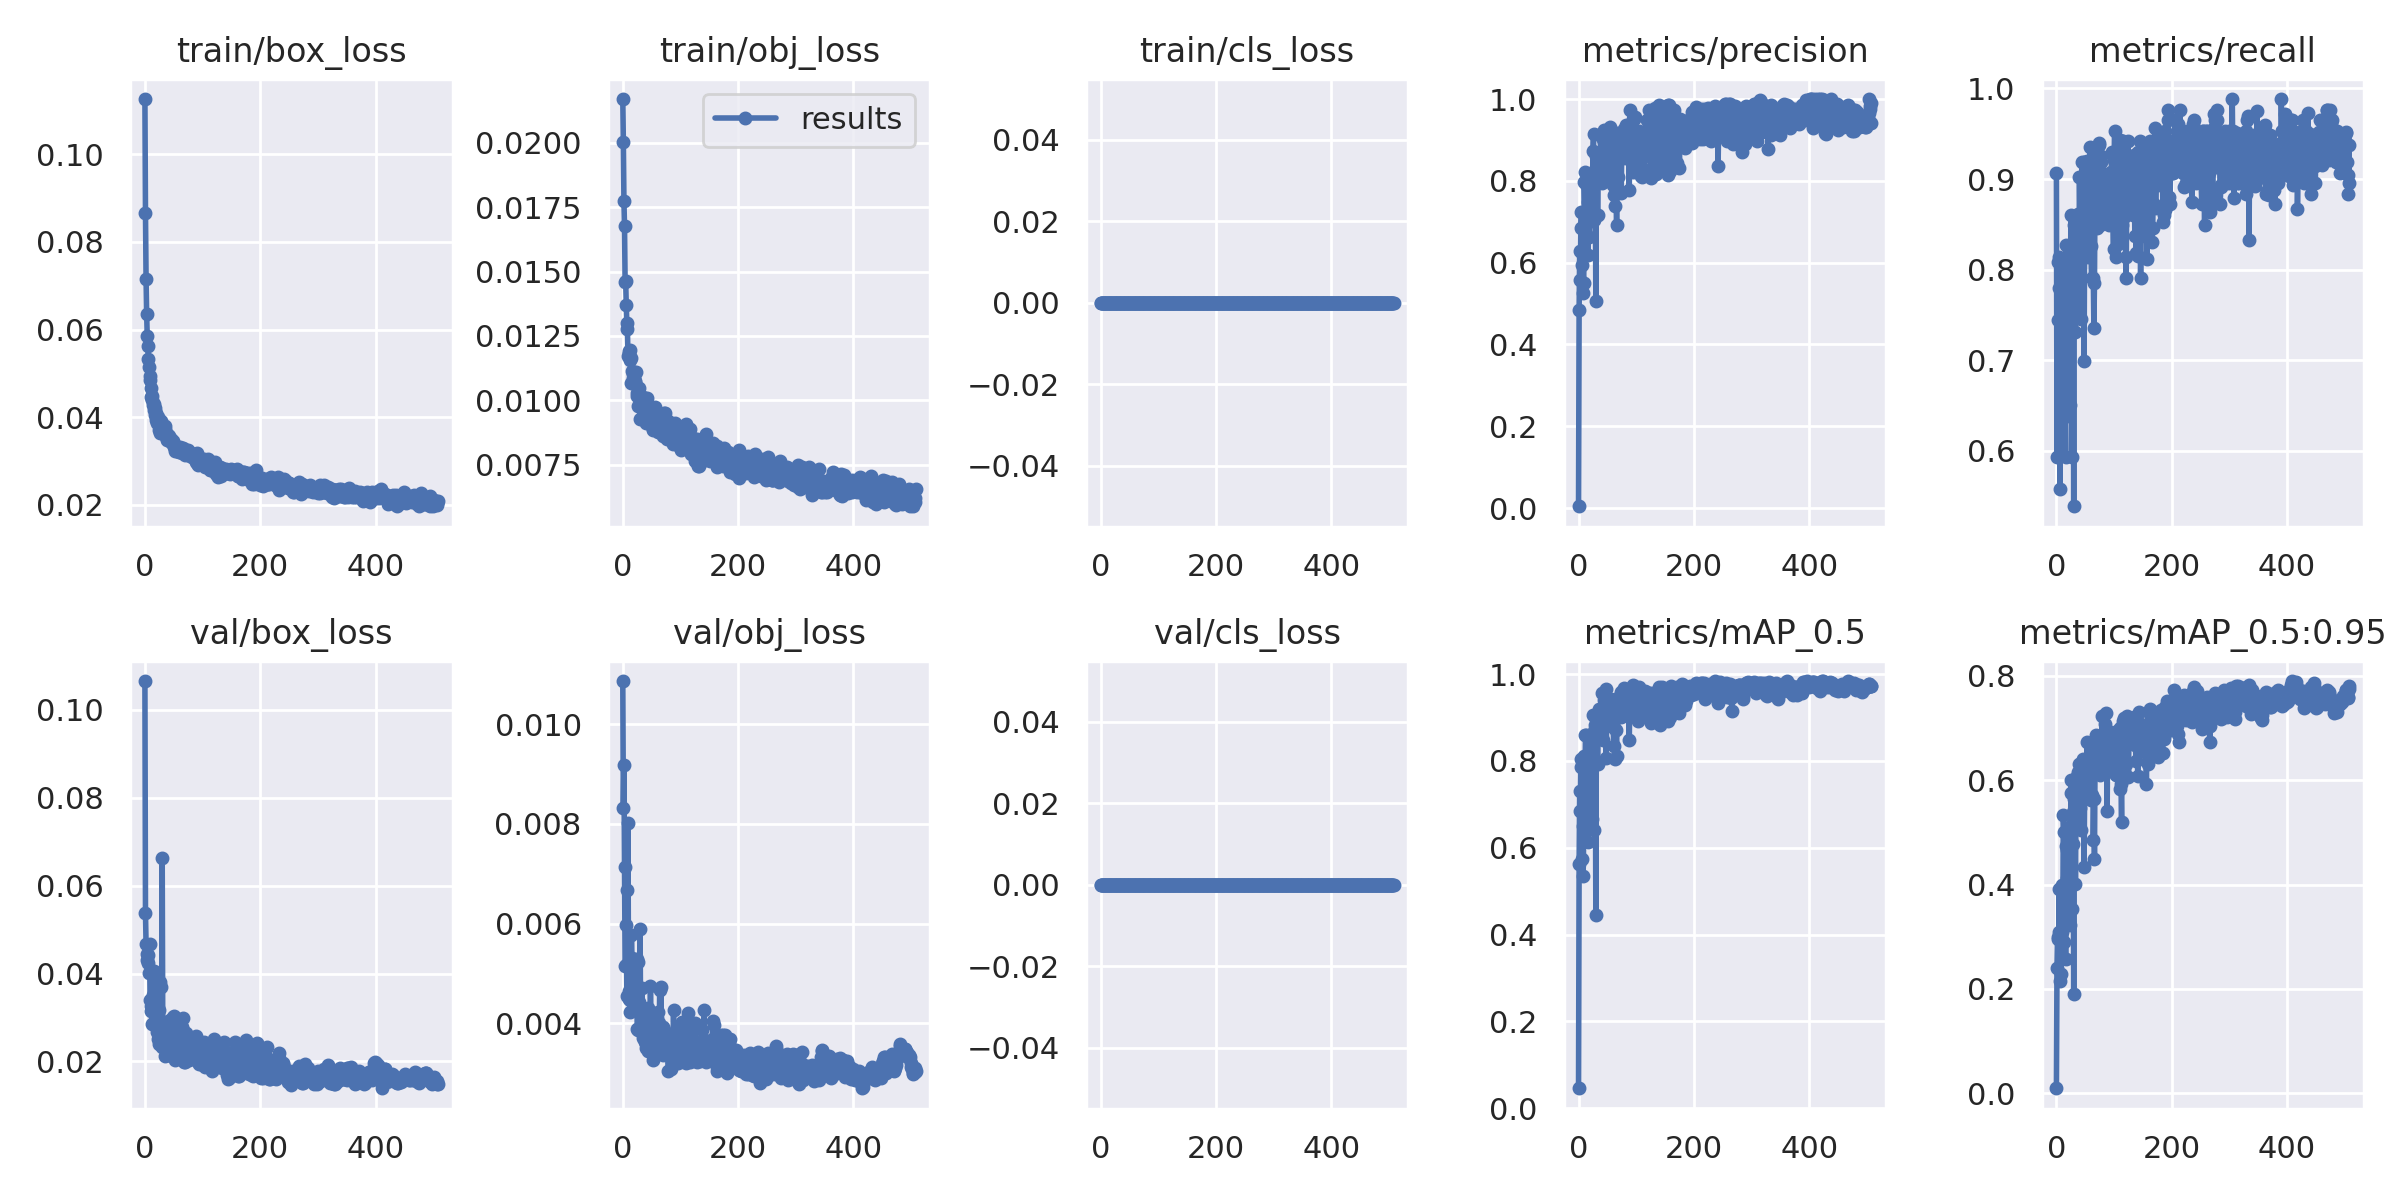 train/box_loss
0.10
0.08
0.06
0.04
0.02
0 200 400
train/obj_loss
results
0.0200
0.0175
0.0150
0.0125
0.0100
0.0075
0 200 400
train/cls_loss
0.04
0.02
0.00
−0.02
−0.04
0 200 400
metrics/precision
1.0
0.8
0.6
0.4
0.2
0.0
0 200 400
metrics/recall
1.0
0.9
0.8
0.7
0.6
0 200 400
val/box_loss
0.10
0.08
0.06
0.04
0.02
0 200 400
val/obj_loss
0.010
0.008
0.006
0.004
0 200 400
val/cls_loss
0.04
0.02
0.00
−0.02
−0.04
0 200 400
metrics/mAP_0.5
1.0
0.8
0.6
0.4
0.2
0.0
0 200 400
metrics/mAP_0.5:0.95
0.8
0.6
0.4
0.2
0.0
0 200 400